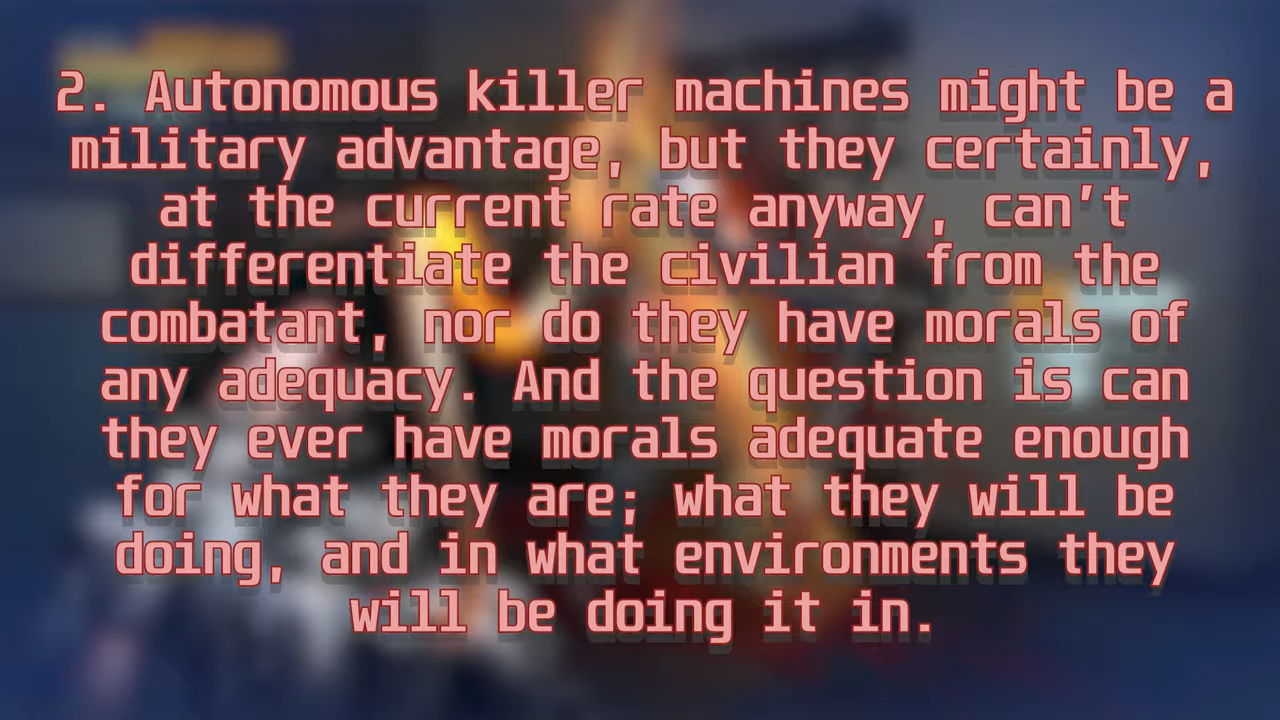 2. Autonomous killer machines might be a
military advantage, but they certainly,
at the current rate anyway, can't
differentiate the civilian from the
combatant, nor do they have morals of
any adequacy. And the question is can
they ever have morals adequate enough
for what they are; what they will be
doing, and in what environments they
will be doing it in.